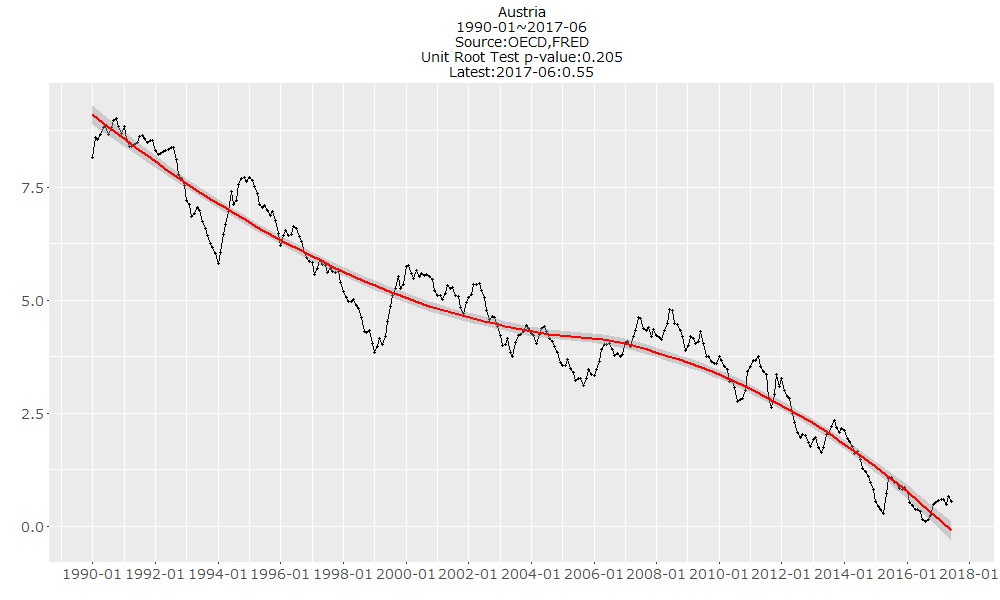 Austria
1990-01~2017-06
Source:OECD,FRED
Unit Root Test p-value:0.205
Latest:2017-06:0.55
7.5
5.0
2.5
0.0
1990-01 1992-01 1994-01 1996-01 1998-01 2000-01 2002-01 2004-01 2006-01 2008-01 2010-01 2012-01 2014-01 2016-01 2018-01